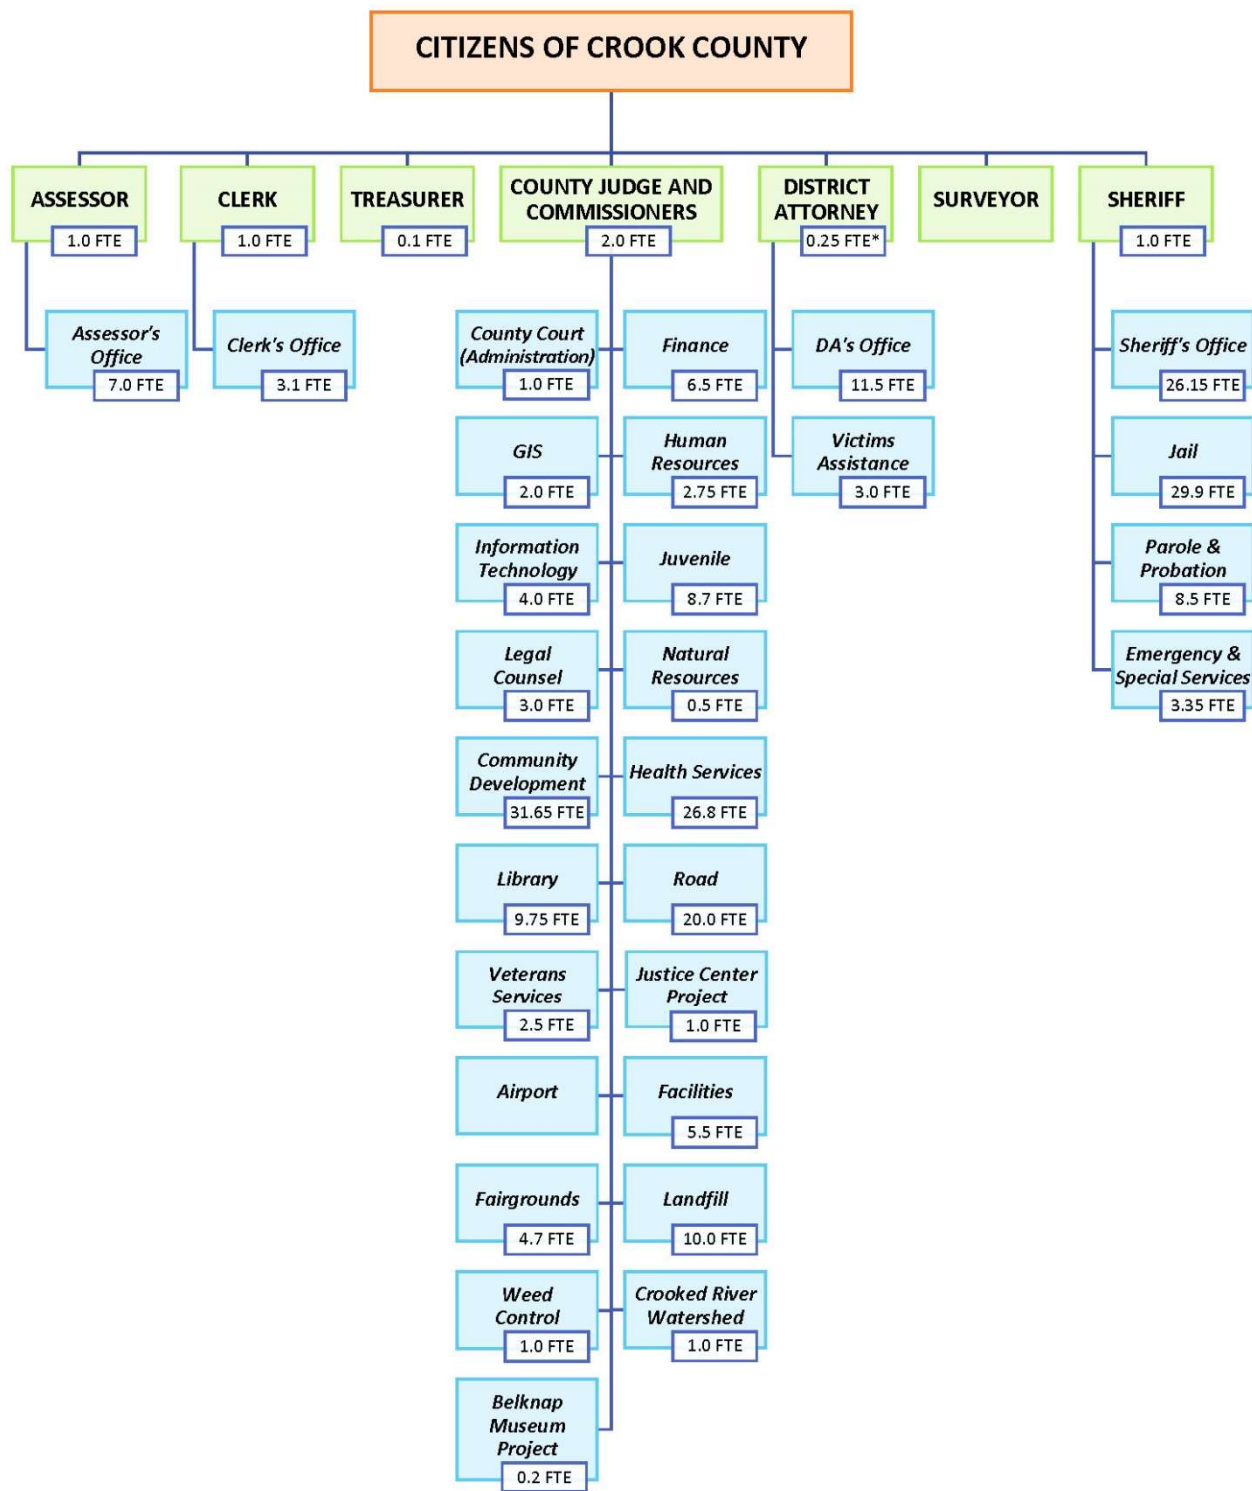 CITIZENS OF CROOK COUNTY
ASSESSOR
1.0 FTE
CLERK
1.0 FTE
TREASURER
0.1 FTE
COUNTY JUDGE AND
COMMISSIONERS
2.0 FTE
DISTRICT
ATTORNEY
0.25 FTE*
SURVEYOR
SHERIFF
1.0 FTE
Assessor's
Office
7.0 FTE
Clerk's Office
3.1 FTE
County Court
(Administration)
1.0 FTE
Finance
6.5 FTE
DA's Office
11.5 FTE
Sheriff's Office
26.15 FTE
GIS
2.0 FTE
Human
Resources
2.75 FTE
Victims
Assistance
3.0 FTE
Jail
29.9 FTE
Information
Technology
4.0 FTE
Juvenile
8.7 FTE
Parole &
Probation
8.5 FTE
Legal
Counsel
3.0 FTE
Natural
Resources
0.5 FTE
Emergency &
Special Services
3.35 FTE
Community
Development
31.65 FTE
Health Services
26.8 FTE
Library
9.75 FTE
Road
20.0 FTE
Veterans
Services
2.5 FTE
Justice Center
Project
1.0 FTE
Airport
Facilities
5.5 FTE
Fairgrounds
4.7 FTE
Landfill
10.0 FTE
Weed
Control
1.0 FTE
Crooked River
Watershed
1.0 FTE
Belknap
Museum
Project
0.2 FTE